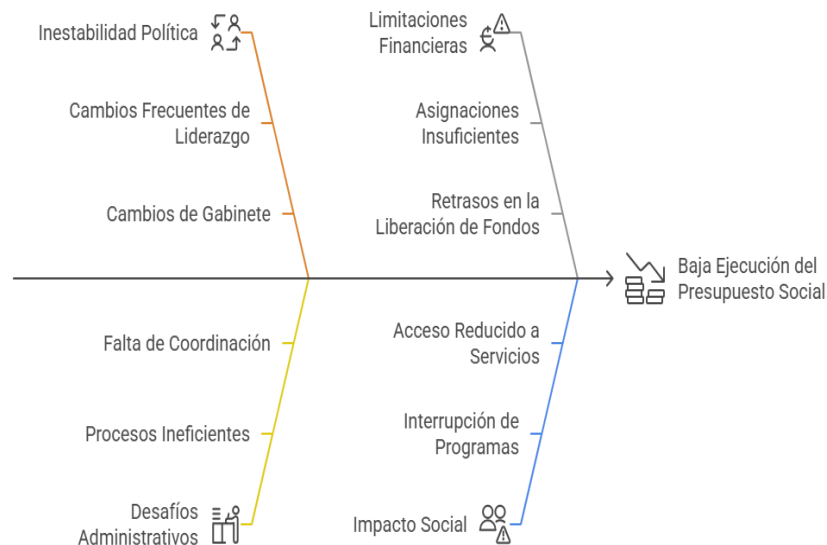 Inestabilidad Política
Cambios Frecuentes de
Liderazgo
Cambios de Gabinete
Limitaciones
Financieras
Asignaciones
Insuficientes
Retrasos en la
Liberación de Fondos
Baja Ejecución del
Presupuesto Social
Falta de Coordinación
Procesos Ineficientes
Desafíos
Administrativos
Acceso Reducido a
Servicios
Interrupción de
Programas
Impacto Social